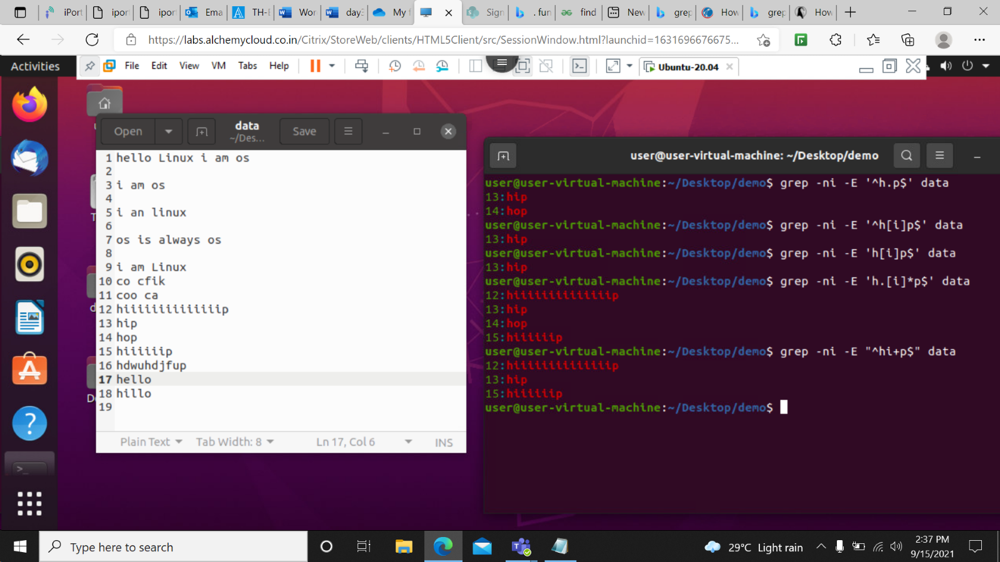 iPort
ipor
ipor
Ema
TH-E
Wor
day3
My f
Sign
. fun
find
New
grep
How
grep
How
https://labs.alchemycloud.co.in/Citrix/StoreWeb/clients/HTML5Client/src/SessionWindow.html?launchid=1631696676675...
Activities
File Edit View VM Tabs Help
Ubuntu-20.04
Open
data
~/Des...
Save
1 hello Linux i am os
2
3 i am os
4
5 i an linux
6
7 os is always os
8
9 i am Linux
10 co cfik
11 coo ca
12 hiiiiiiiiiiiiiip
13 hip
14 hop
15 hiiiiiip
16 hdwuhdjfup
17 hello
18 hillo
19
Plain Text Tab Width: 8 Ln 17, Col 6 INS
user@user-virtual-machine: ~/Desktop/demo
user@user-virtual-machine:~/Desktop/demo$ grep -ni -E '^h.p$' data
13:hip
14:hop
user@user-virtual-machine:~/Desktop/demo$ grep -ni -E '^h[i]p$' data
13:hip
user@user-virtual-machine:~/Desktop/demo$ grep -ni -E 'h[i]p$' data
13:hip
user@user-virtual-machine:~/Desktop/demo$ grep -ni -E 'h.[i]*p$' data
12:hiiiiiiiiiiiiiip
13:hip
14:hop
15:hiiiiiip
user@user-virtual-machine:~/Desktop/demo$ grep -ni -E "^hi+p$" data
12:hiiiiiiiiiiiiiip
13:hip
15:hiiiiiip
user@user-virtual-machine:~/Desktop/demo$
Type here to search
29°C Light rain
2:37 PM
9/15/2021